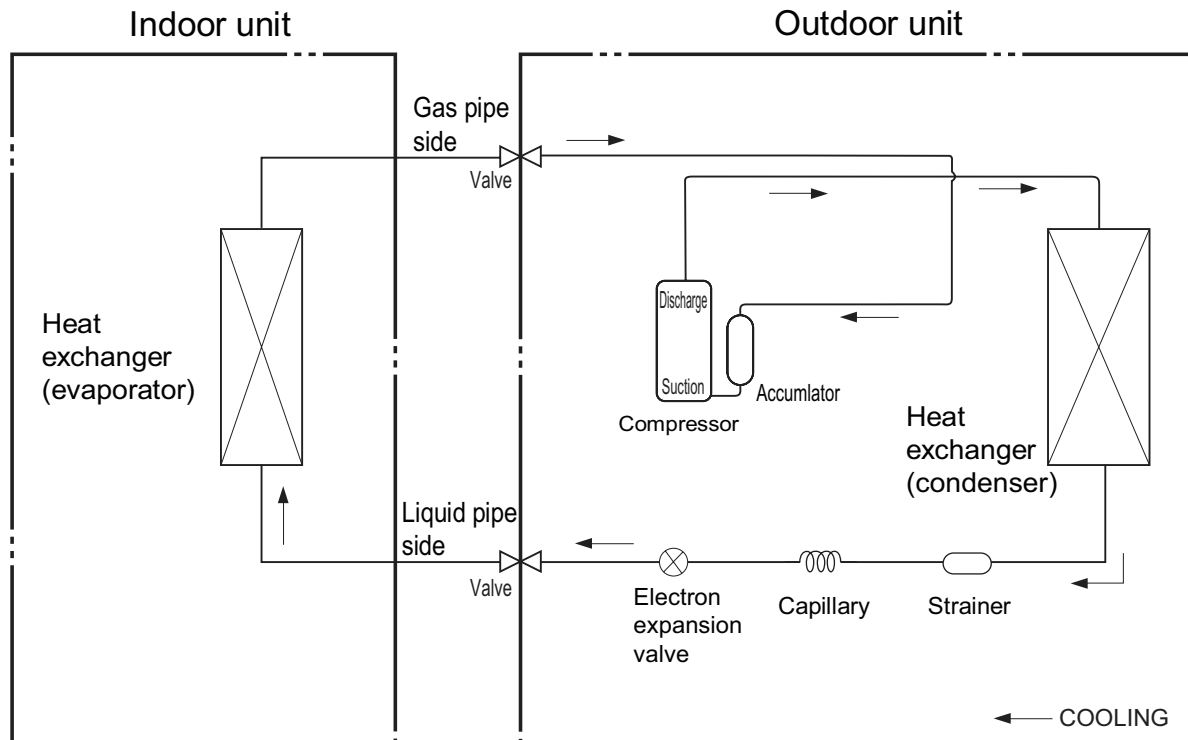 Indoor unit
Outdoor unit
Gas pipe
side
Valve
Discharge
Suction
Accumlator
Compressor
Heat
exchanger
(evaporator)
Heat
exchanger
(condenser)
Liquid pipe
side
Valve
Electron
expansion
valve
Capillary
Strainer
COOLING